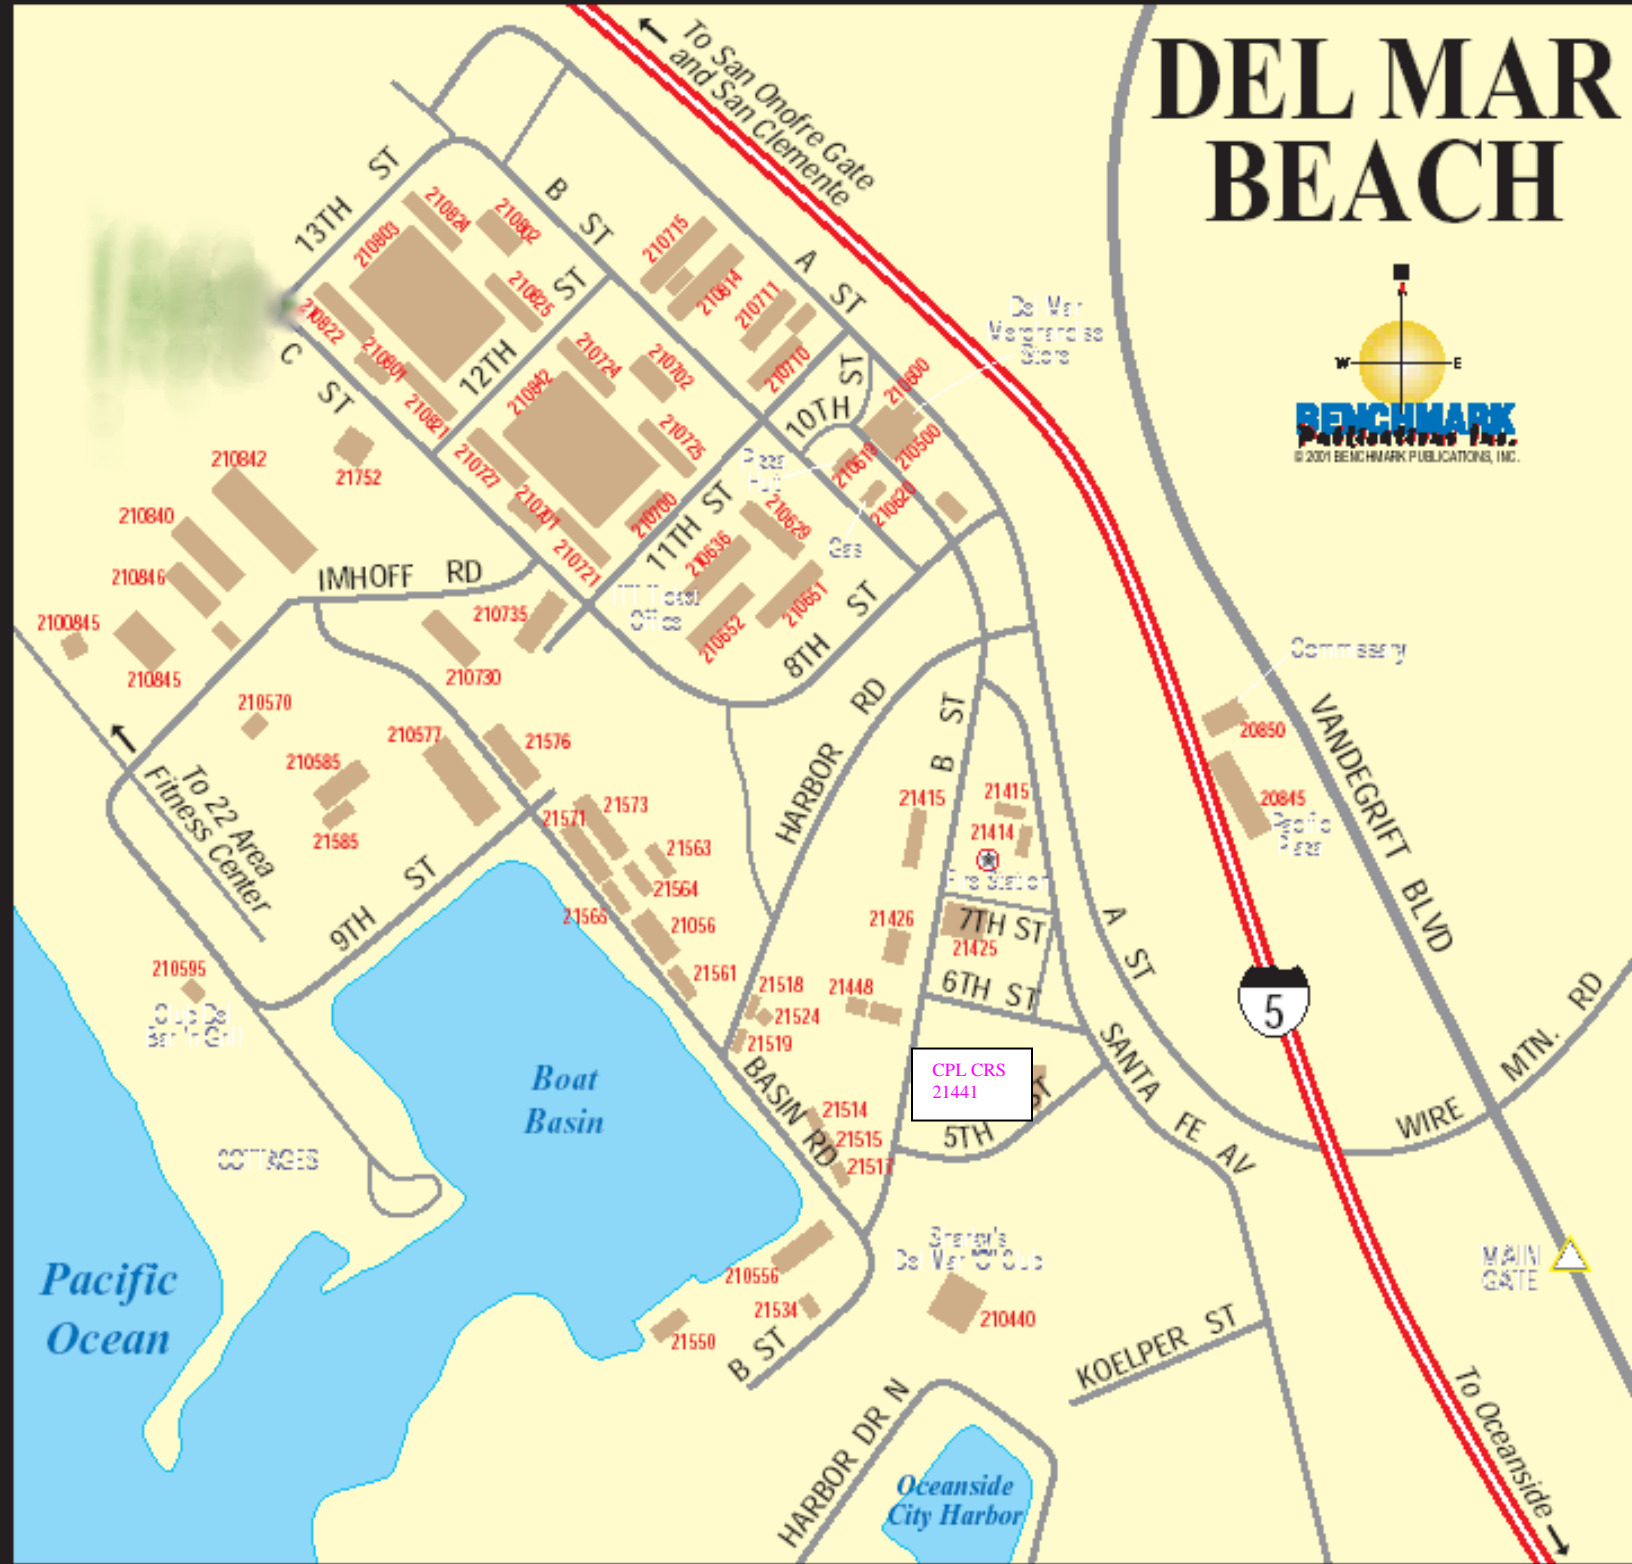 DEL MAR
BEACH
To San Onofre Gate
and San Clemente
N
W
E
BENCHMARK
Publications Inc.
© 2001 BENCHMARK PUBLICATIONS, INC.
13TH ST
B ST
A ST
210824
210802
210803
210715
210825
210814
210711
210822
12TH ST
210710
C ST
210801
210821
210724
210702
210842
10TH ST
210600
210500
Del Mar
Store
210725
210727
210701
210721
210700
11TH ST
210629
210636
210651
210652
210620
Gas
8TH ST
21752
210842
210840
210846
2100845
210845
IMHOFF RD
210735
210730
Office
210570
210577
21576
210585
21585
To 22 Area
Fitness Center
9TH ST
21571
21573
21563
21564
21056
21561
HARBOR RD
B ST
21415
21415
21414
Fire Station
7TH ST
21426
21425
6TH ST
21448
21518
21524
21519
210595
Boat
Basin
BASIN RD
CPL CRS
21441
ST
5TH
21514
21515
21517
COTTAGES
Pacific
Ocean
210556
21534
21550
B ST
210440
HARBOR DR N
Oceanside
City Harbor
KOELPER ST
SANTA FE AV
A ST
5
Commissary
20850
20845
VANDEGRIFT BLVD
WIRE MTN. RD
MAIN
GATE
To Oceanside